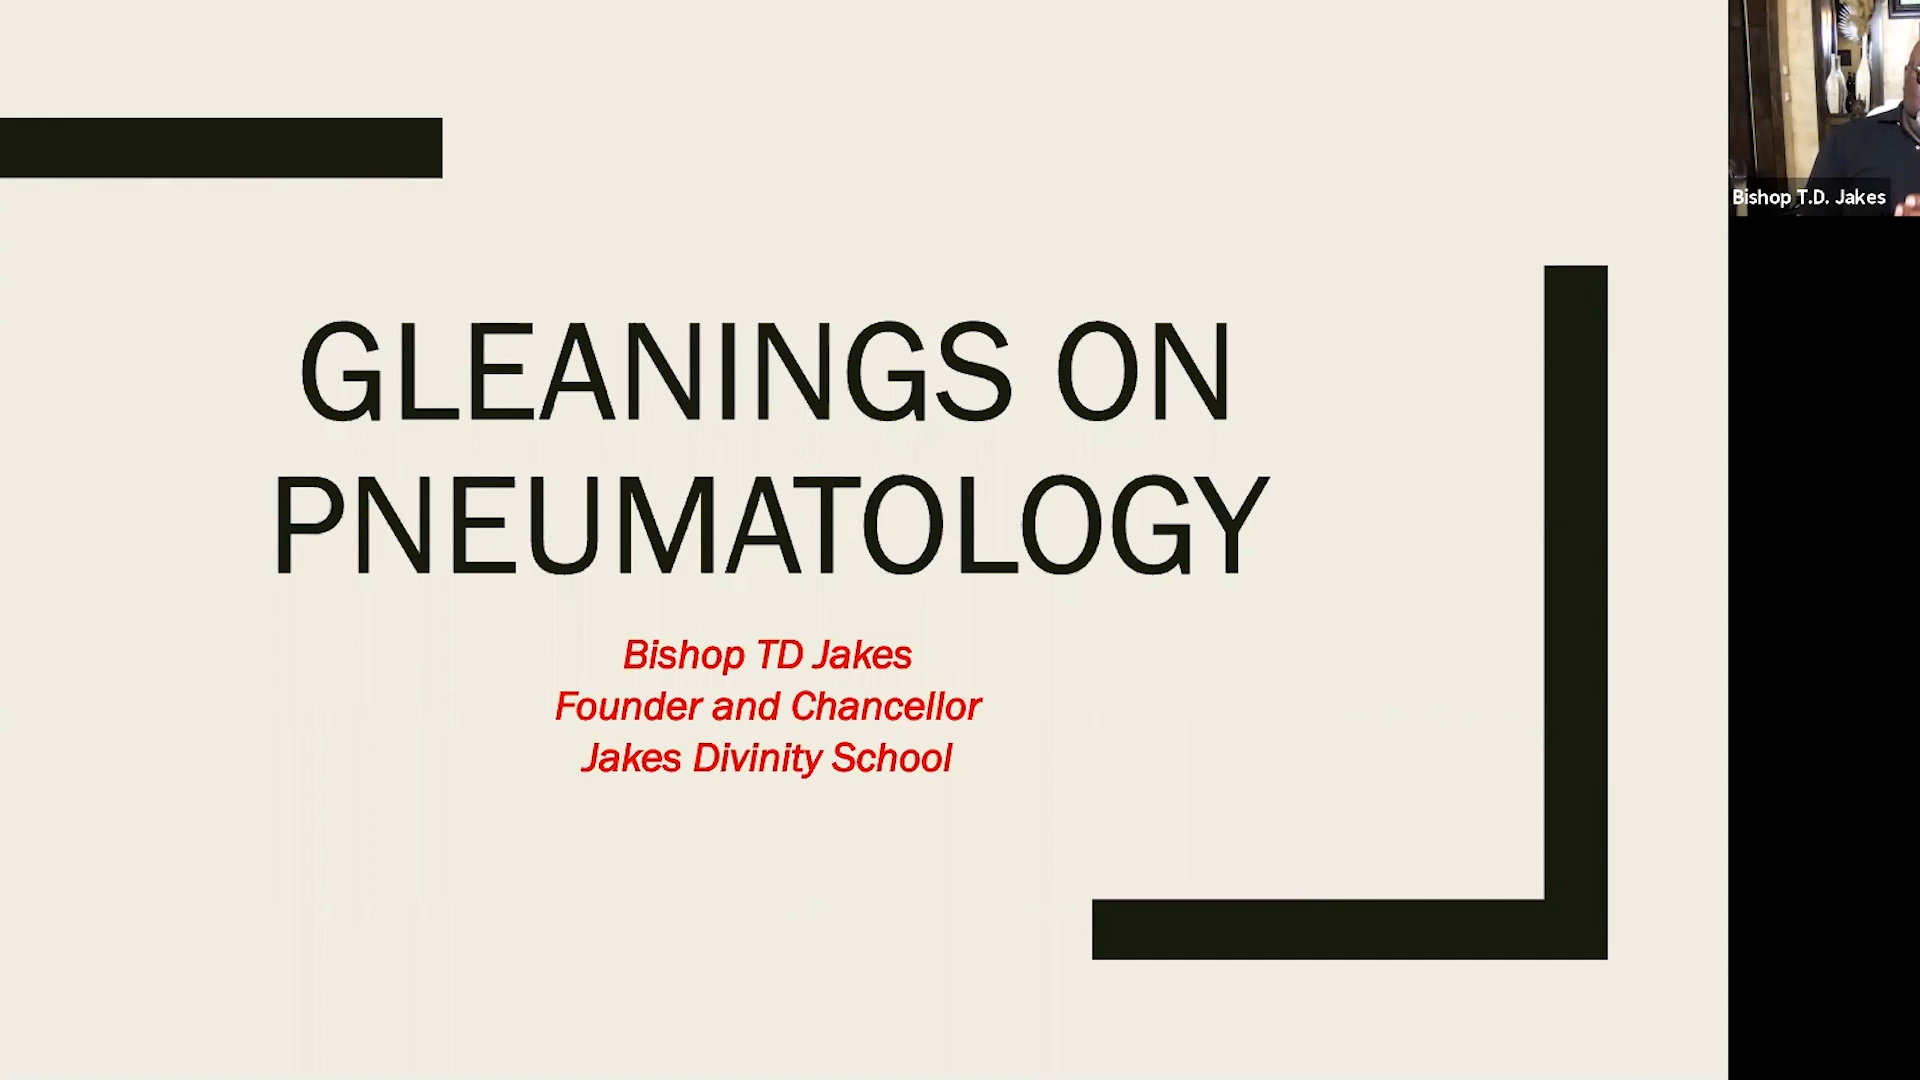 GLEANINGS ON
PNEUMATOLOGY
Bishop TD Jakes
Founder and Chancellor
Jakes Divinity School
Bishop T.D. Jakes